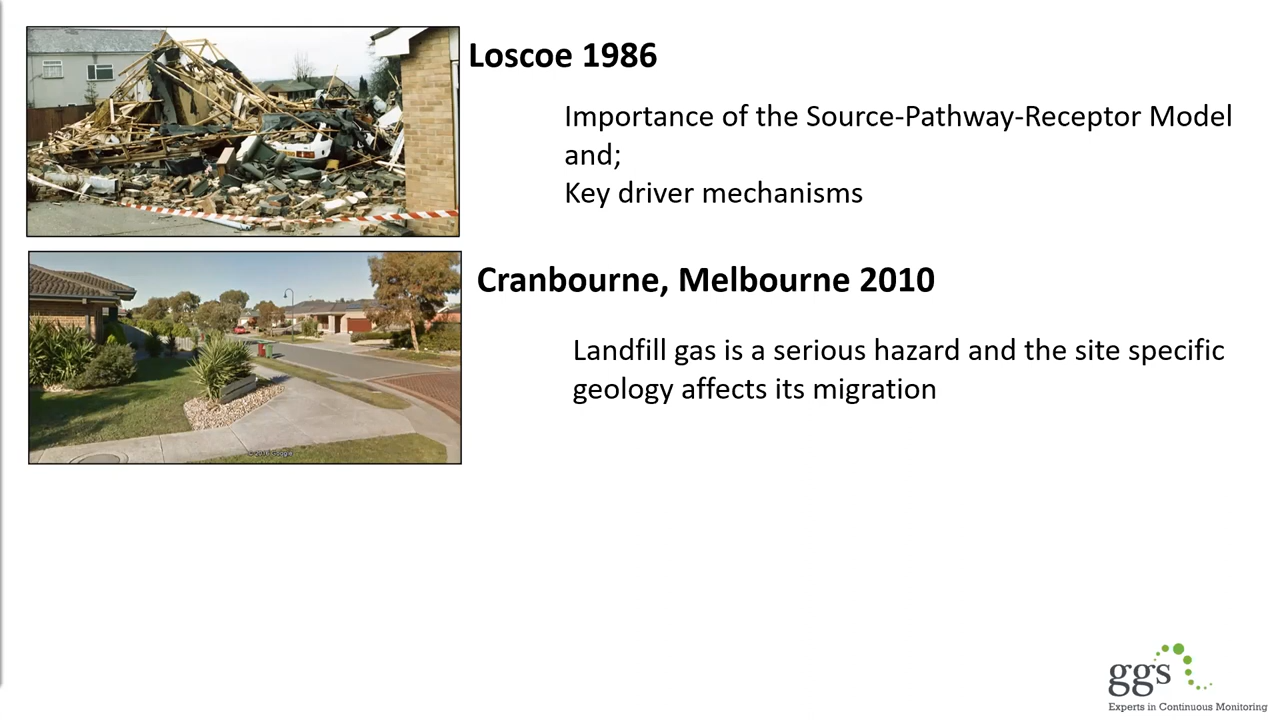 Loscoe 1986
Importance of the Source-Pathway-Receptor Model
and;
Key driver mechanisms
Cranbourne, Melbourne 2010
Landfill gas is a serious hazard and the site specific
geology affects its migration
ggs
Experts in Continuous Monitoring